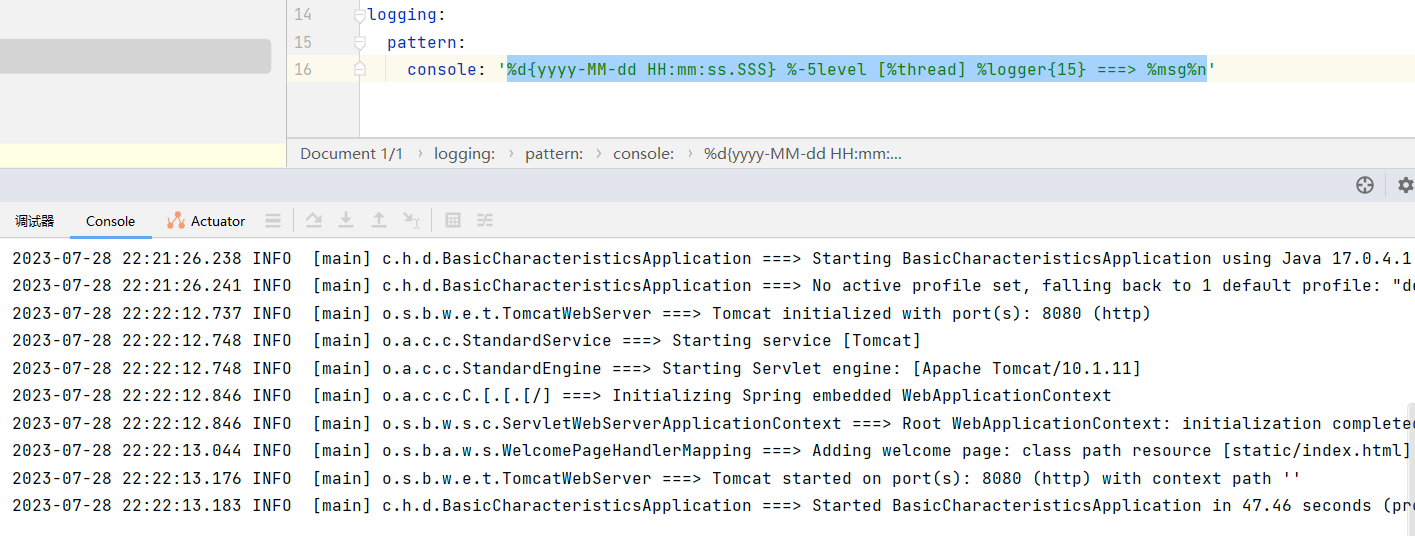 14 logging:
15 pattern:
16 console: '%d{yyyy-MM-dd HH:mm:ss.SSS} %-5level [%thread] %logger{15} ===> %msg%n'
Document 1/1 › logging: › pattern: › console: › %d{yyyy-MM-dd HH:mm:...
调试器 Console Actuator
2023-07-28 22:21:26.238 INFO  [main] c.h.d.BasicCharacteristicsApplication ===> Starting BasicCharacteristicsApplication using Java 17.0.4.1
2023-07-28 22:21:26.241 INFO  [main] c.h.d.BasicCharacteristicsApplication ===> No active profile set, falling back to 1 default profile: "de
2023-07-28 22:22:12.737 INFO  [main] o.s.b.w.e.t.TomcatWebServer ===> Tomcat initialized with port(s): 8080 (http)
2023-07-28 22:22:12.748 INFO  [main] o.a.c.c.StandardService ===> Starting service [Tomcat]
2023-07-28 22:22:12.748 INFO  [main] o.a.c.c.StandardEngine ===> Starting Servlet engine: [Apache Tomcat/10.1.11]
2023-07-28 22:22:12.846 INFO  [main] o.a.c.c.C.[.[.[/] ===> Initializing Spring embedded WebApplicationContext
2023-07-28 22:22:12.846 INFO  [main] o.s.b.w.s.c.ServletWebServerApplicationContext ===> Root WebApplicationContext: initialization completed
2023-07-28 22:22:13.044 INFO  [main] o.s.b.a.w.s.WelcomePageHandlerMapping ===> Adding welcome page: class path resource [static/index.html]
2023-07-28 22:22:13.176 INFO  [main] o.s.b.w.e.t.TomcatWebServer ===> Tomcat started on port(s): 8080 (http) with context path ''
2023-07-28 22:22:13.183 INFO  [main] c.h.d.BasicCharacteristicsApplication ===> Started BasicCharacteristicsApplication in 47.46 seconds (pro